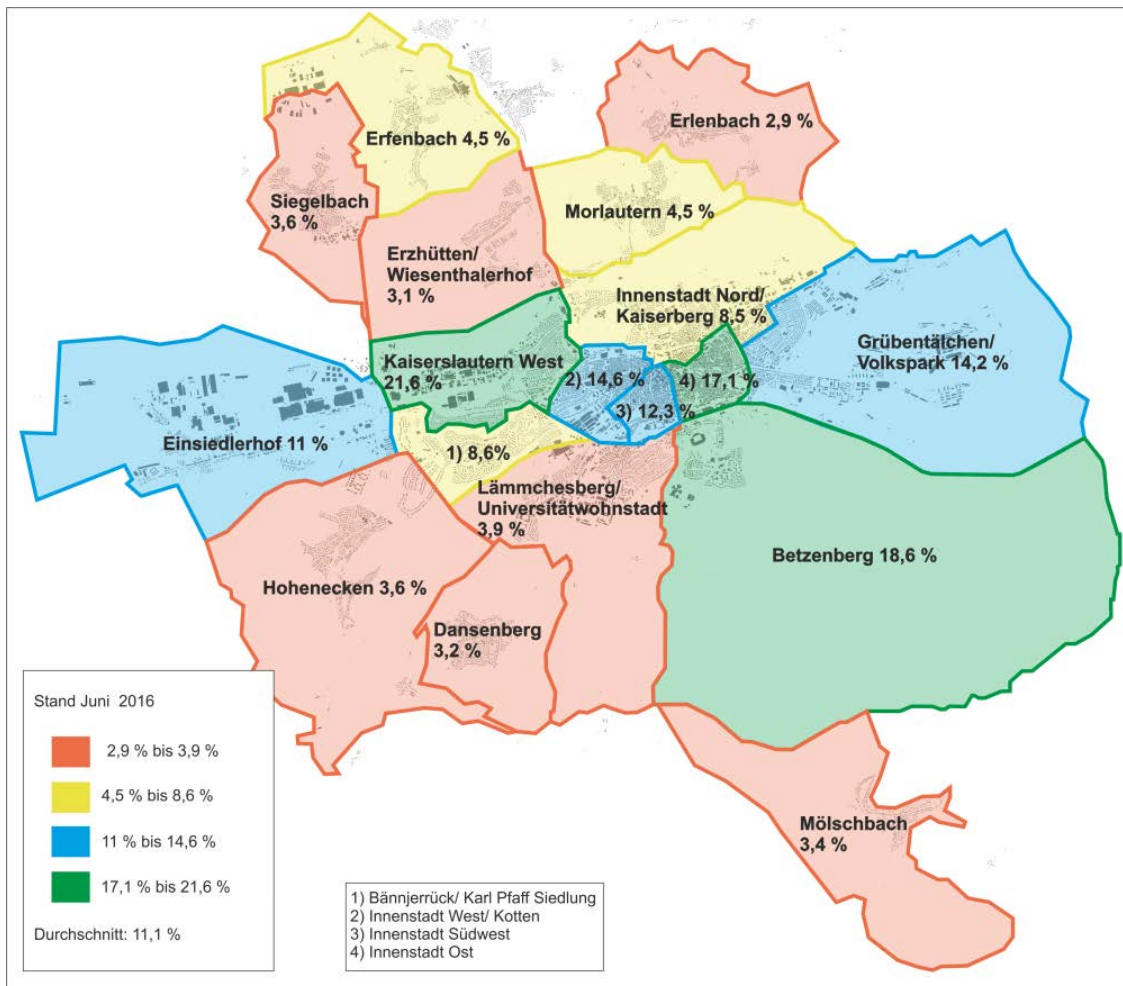 Erfenbach 4,5 %
Erlenbach 2,9 %
Siegelbach
3,6 %
Morlautern 4,5 %
Erzhütten/
Wiesenthalerhof
3,1 %
Innenstadt Nord/
Kaiserberg 8,5 %
Grübentälchen/
Volkspark 14,2 %
Kaiserslautern West
21,6 %
2) 14,6 %
4) 17,1 %
3) 12,3 %
Einsiedlerhof 11 %
1) 8,6%
Lämmchesberg/
Universitätwohnstadt
3,9 %
Betzenberg 18,6 %
Hohenecken 3,6 %
Dansenberg
3,2 %
Mölschbach
3,4 %
Stand Juni 2016
2,9 % bis 3,9 %
4,5 % bis 8,6 %
11 % bis 14,6 %
17,1 % bis 21,6 %
Durchschnitt: 11,1 %
1) Bännjerrück/ Karl Pfaff Siedlung
2) Innenstadt West/ Kotten
3) Innenstadt Südwest
4) Innenstadt Ost